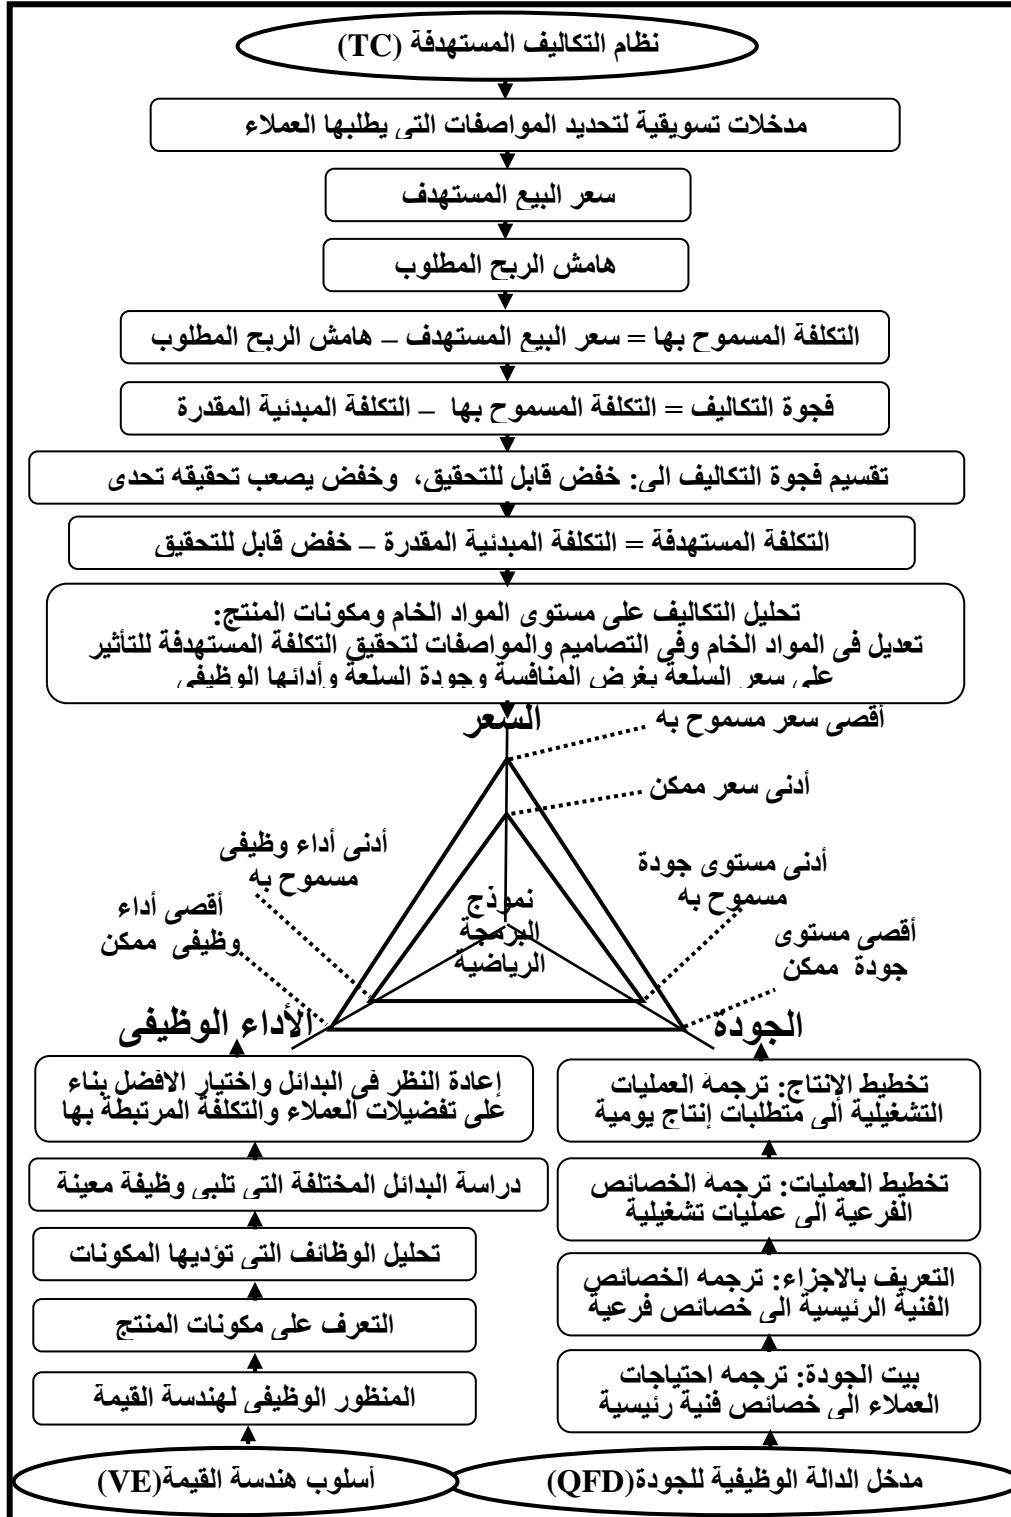 نظام التكاليف المستهدفة (TC)
مدخلات تسويقية لتحديد المواصفات التى يطلبها العملاء
سعر البيع المستهدف
هامش الربح المطلوب
التكلفة المسموح بها = سعر البيع المستهدف – هامش الربح المطلوب
فجوة التكاليف = التكلفة المسموح بها – التكلفة المبدئية المقدرة
تقسيم فجوة التكاليف الى: خفض قابل للتحقيق، وخفض يصعب تحقيقه تحدى
التكلفة المستهدفة = التكلفة المبدئية المقدرة – خفض قابل للتحقيق
تحليل التكاليف على مستوى المواد الخام ومكونات المنتج:
تعديل فى المواد الخام وفى التصاميم والمواصفات لتحقيق التكلفة المستهدفة للتأثير
على سعر السلعة بغرض المنافسة وجودة السلعة وأدائها الوظيفى
السعر
أقصى سعر مسموح به
أدنى سعر ممكن
أدنى مستوى جودة
مسموح به
أقصى مستوى
جودة ممكن
أدنى أداء وظيفى
مسموح به
أقصى أداء
وظيفى ممكن
نموذج
البرمجة
الرياضية
الجودة
الأداء الوظيفى
تخطيط الإنتاج: ترجمة العمليات
التشغيلية الى متطلبات إنتاج يومية
تخطيط العمليات: ترجمة الخصائص
الفرعية الى عمليات تشغيلية
التعريف بالاجزاء: ترجمه الخصائص
الفنية الرئيسية الى خصائص فرعية
بيت الجودة: ترجمه احتياجات
العملاء الى خصائص فنية رئيسية
مدخل الدالة الوظيفية للجودة(QFD)
إعادة النظر فى البدائل واختيار الافضل بناء
على تفضيلات العملاء والتكلفة المرتبطة بها
دراسة البدائل المختلفة التى تلبى وظيفة معينة
تحليل الوظائف التى تؤديها المكونات
التعرف على مكونات المنتج
المنظور الوظيفى لهندسة القيمة
أسلوب هندسة القيمة(VE)